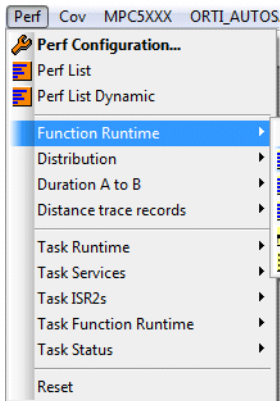 Perf Cov MPC5XXX ORTI_AUTOS
Perf Configuration...
Perf List
Perf List Dynamic
Function Runtime
Distribution
Duration A to B
Distance trace records
Task Runtime
Task Services
Task ISR2s
Task Function Runtime
Task Status
Reset